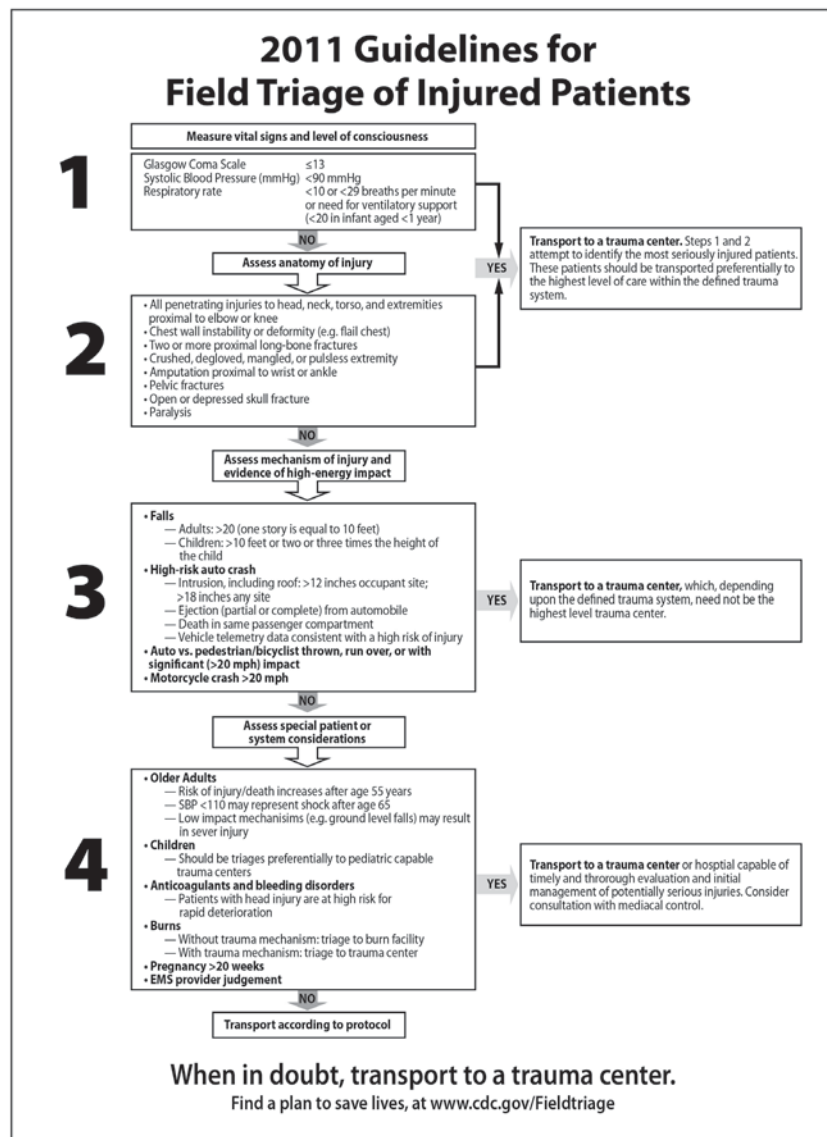 2011 Guidelines for
Field Triage of Injured Patients
Measure vital signs and level of consciousness
1
Glasgow Coma Scale ≤13
Systolic Blood Pressure (mmHg) <90 mmHg
Respiratory rate <10 or <29 breaths per minute
or need for ventilatory support
(<20 in infant aged <1 year)
NO
Assess anatomy of injury
YES
Transport to a trauma center. Steps 1 and 2
attempt to identify the most seriously injured patients.
These patients should be transported preferentially to
the highest level of care within the defined trauma
system.
2
• All penetrating injuries to head, neck, torso, and extremities
proximal to elbow or knee
• Chest wall instability or deformity (e.g. flail chest)
• Two or more proximal long-bone fractures
• Crushed, degloved, mangled, or pulsless extremity
• Amputation proximal to wrist or ankle
• Pelvic fractures
• Open or depressed skull fracture
• Paralysis
NO
Assess mechanism of injury and
evidence of high-energy impact
3
• Falls
— Adults: >20 (one story is equal to 10 feet)
— Children: >10 feet or two or three times the height of
the child
• High-risk auto crash
— Intrusion, including roof: >12 inches occupant site;
>18 inches any site
— Ejection (partial or complete) from automobile
— Death in same passenger compartment
— Vehicle telemetry data consistent with a high risk of injury
• Auto vs. pedestrian/bicyclist thrown, run over, or with
significant (>20 mph) impact
• Motorcycle crash >20 mph
YES
Transport to a trauma center, which, depending
upon the defined trauma system, need not be the
highest level trauma center.
NO
Assess special patient or
system considerations
4
• Older Adults
— Risk of injury/death increases after age 55 years
— SBP <110 may represent shock after age 65
— Low impact mechanisims (e.g. ground level falls) may result
in sever injury
• Children
— Should be triages preferentially to pediatric capable
trauma centers
• Anticoagulants and bleeding disorders
— Patients with head injury are at high risk for
rapid deterioration
• Burns
— Without trauma mechanism: triage to burn facility
— With trauma mechanism: triage to trauma center
• Pregnancy >20 weeks
• EMS provider judgement
YES
Transport to a trauma center or hosptial capable of
timely and throrough evaluation and initial
management of potentially serious injuries. Consider
consultation with mediacal control.
NO
Transport according to protocol
When in doubt, transport to a trauma center.
Find a plan to save lives, at www.cdc.gov/Fieldtriage